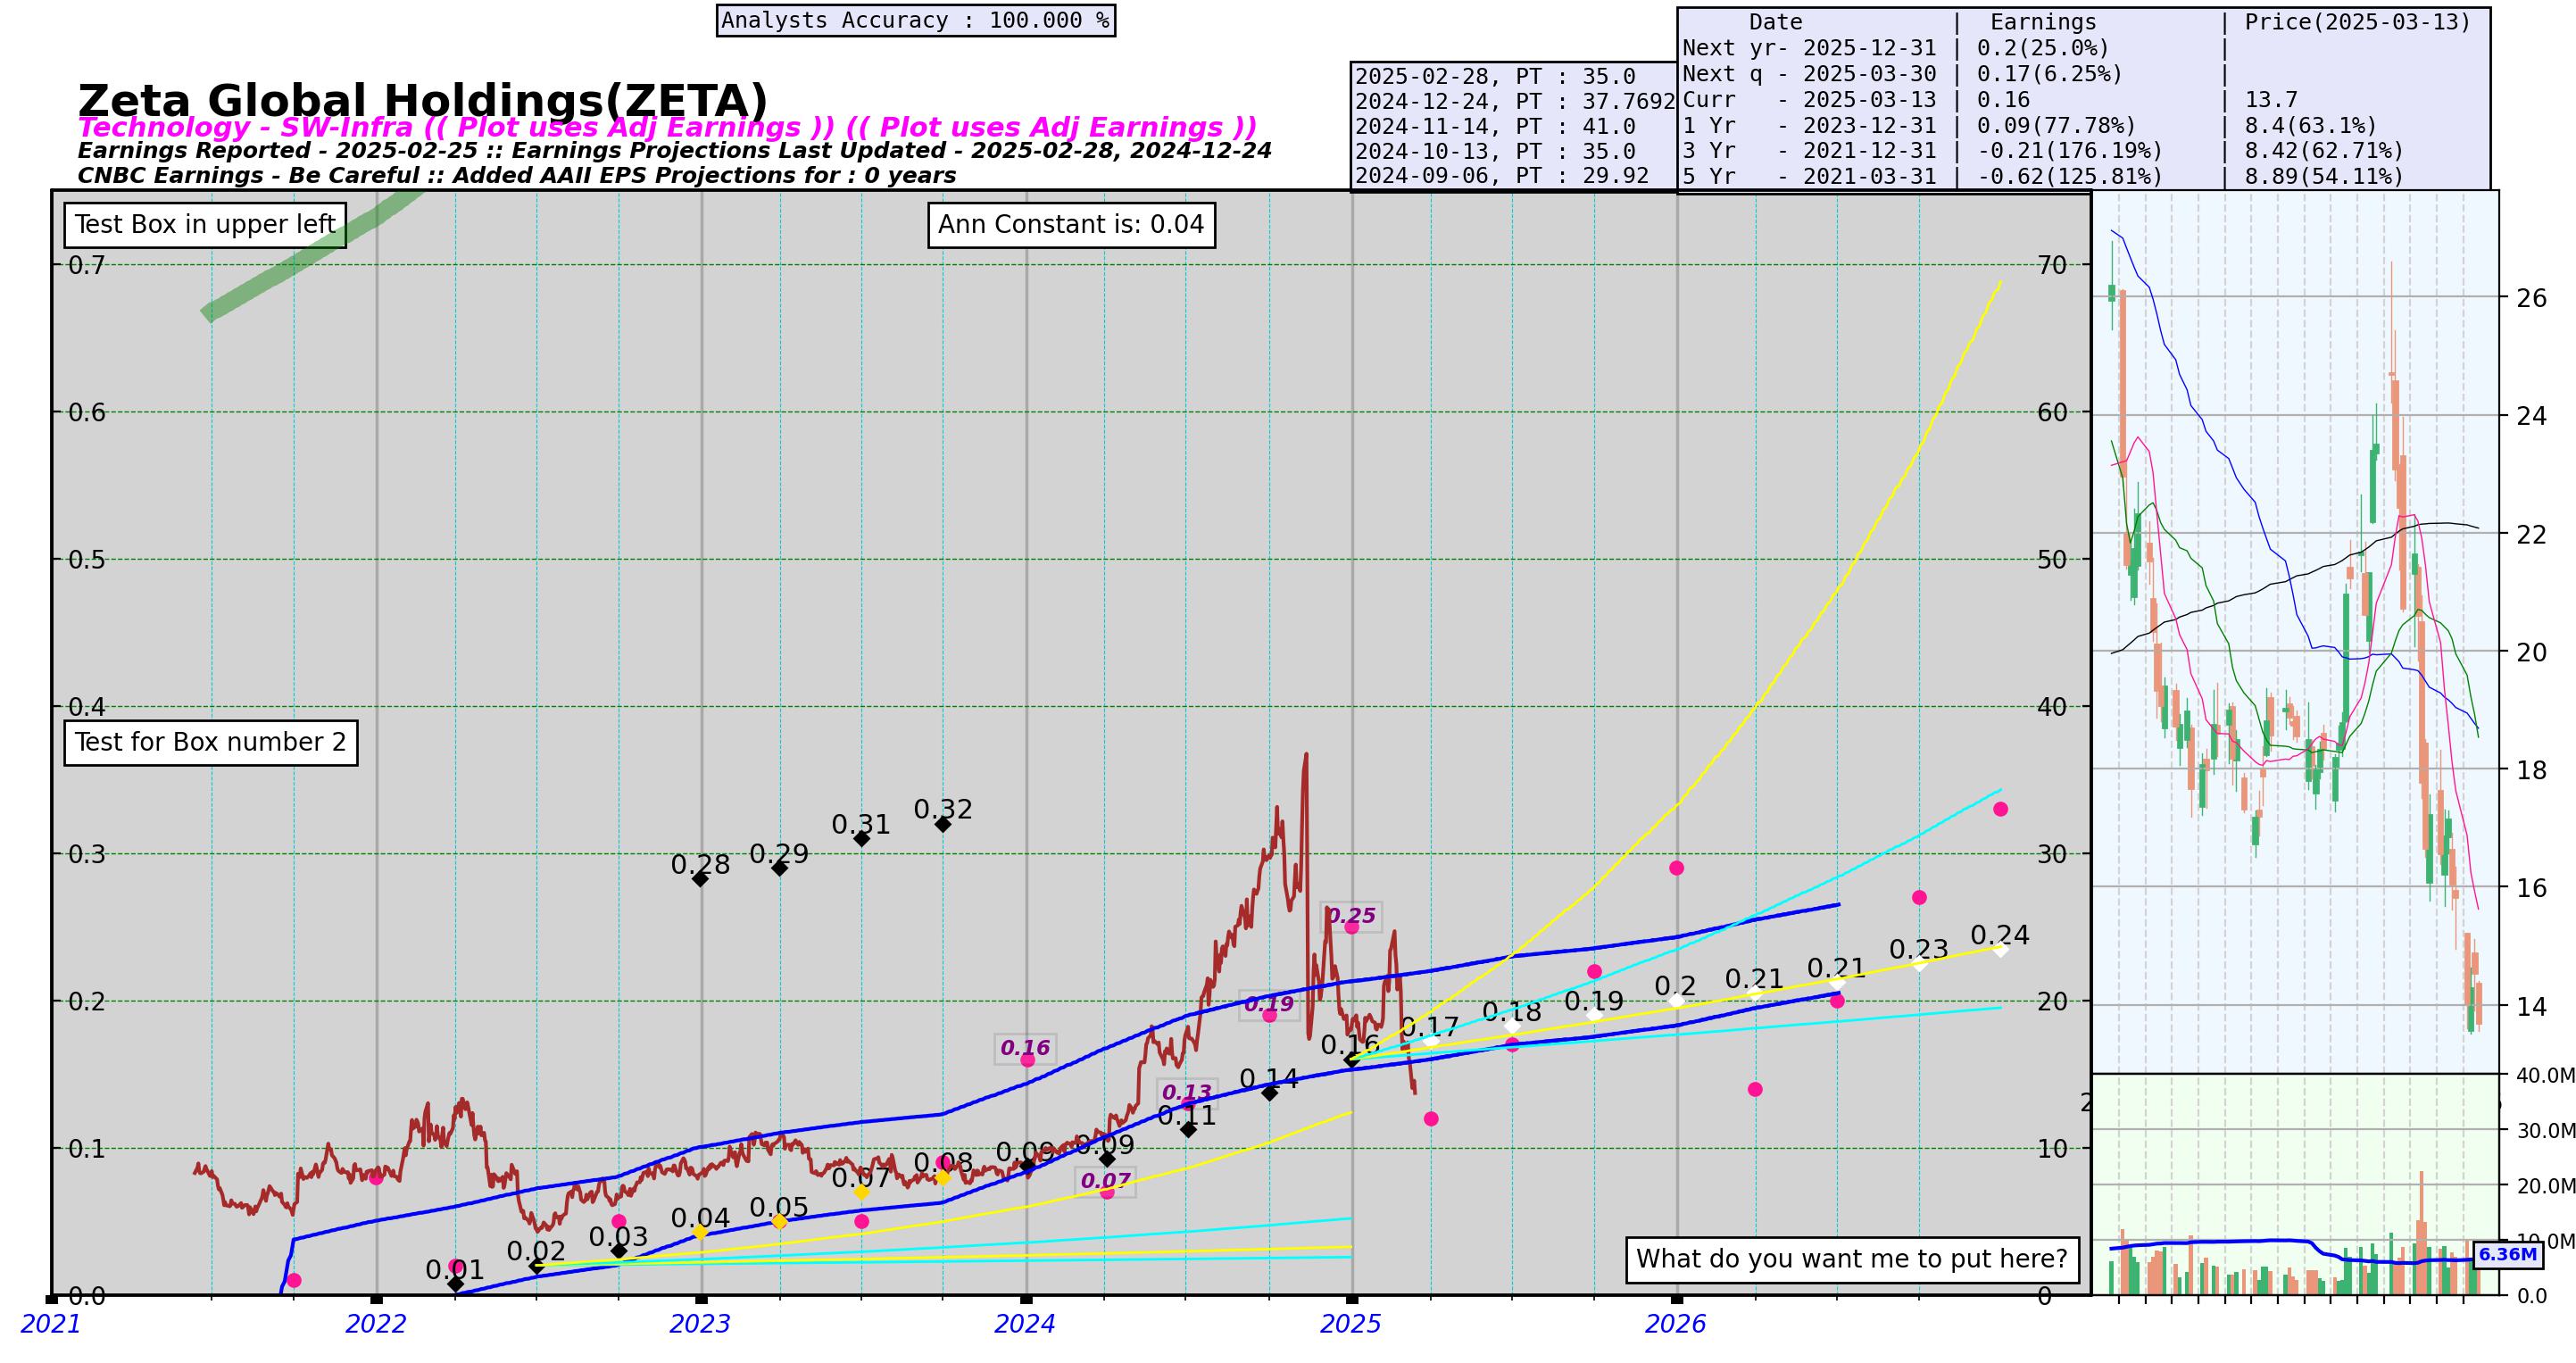 Analysts Accuracy : 100.000 %
Date | Earnings | Price(2025-03-13)
Next yr- 2025-12-31 | 0.2(25.0%) |
Next q - 2025-03-30 | 0.17(6.25%) |
Curr - 2025-03-13 | 0.16 | 13.7
1 Yr - 2023-12-31 | 0.09(77.78%) | 8.4(63.1%)
3 Yr - 2021-12-31 | -0.21(176.19%) | 8.42(62.71%)
5 Yr - 2021-03-31 | -0.62(125.81%) | 8.89(54.11%)
2025-02-28, PT : 35.0
2024-12-24, PT : 37.7692
2024-11-14, PT : 41.0
2024-10-13, PT : 35.0
2024-09-06, PT : 29.92
Zeta Global Holdings(ZETA)
Technology - SW-Infra (( Plot uses Adj Earnings )) (( Plot uses Adj Earnings ))
Earnings Reported - 2025-02-25 :: Earnings Projections Last Updated - 2025-02-28, 2024-12-24
CNBC Earnings - Be Careful :: Added AAII EPS Projections for : 0 years
Test Box in upper left
Ann Constant is: 0.04
Test for Box number 2
What do you want me to put here?
0.7
0.6
0.5
0.4
0.3
0.2
0.1
0.0
70
60
50
40
30
20
10
0
0.01
0.02
0.03
0.04
0.05
0.07
0.08
0.09
0.09
0.11
0.14
0.16
0.17
0.18
0.19
0.2
0.21
0.21
0.23
0.24
0.28
0.29
0.31
0.32
0.16
0.07
0.13
0.19
0.25
2021
2022
2023
2024
2025
2026
26
24
22
20
18
16
14
40.0M
30.0M
20.0M
10.0M
0.0
6.36M